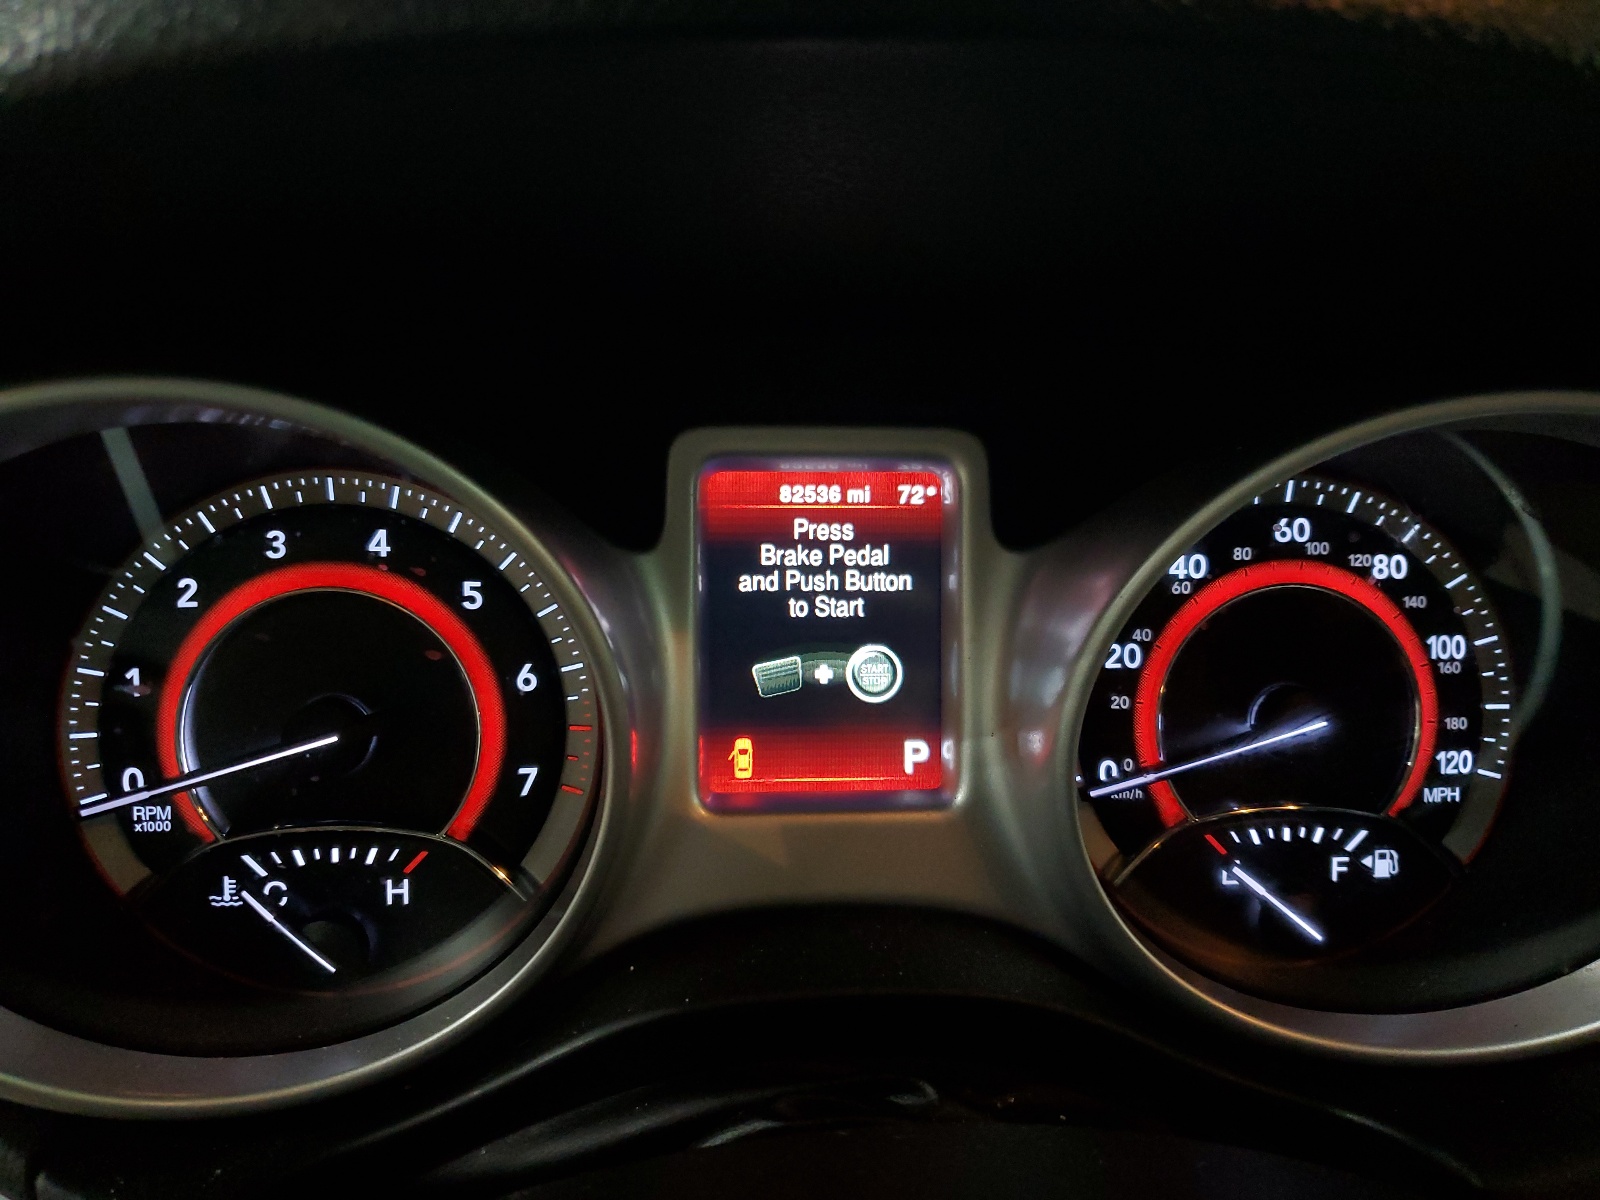 82536 mi 72°
Press
Brake Pedal
and Push Button
to Start
START
STOP
P
0
1
2
3
4
5
6
7
RPM
x1000
C
H
0
20
40
60
80
100
120
MPH
0
20
40
60
80
100
120
140
160
180
km/h
F